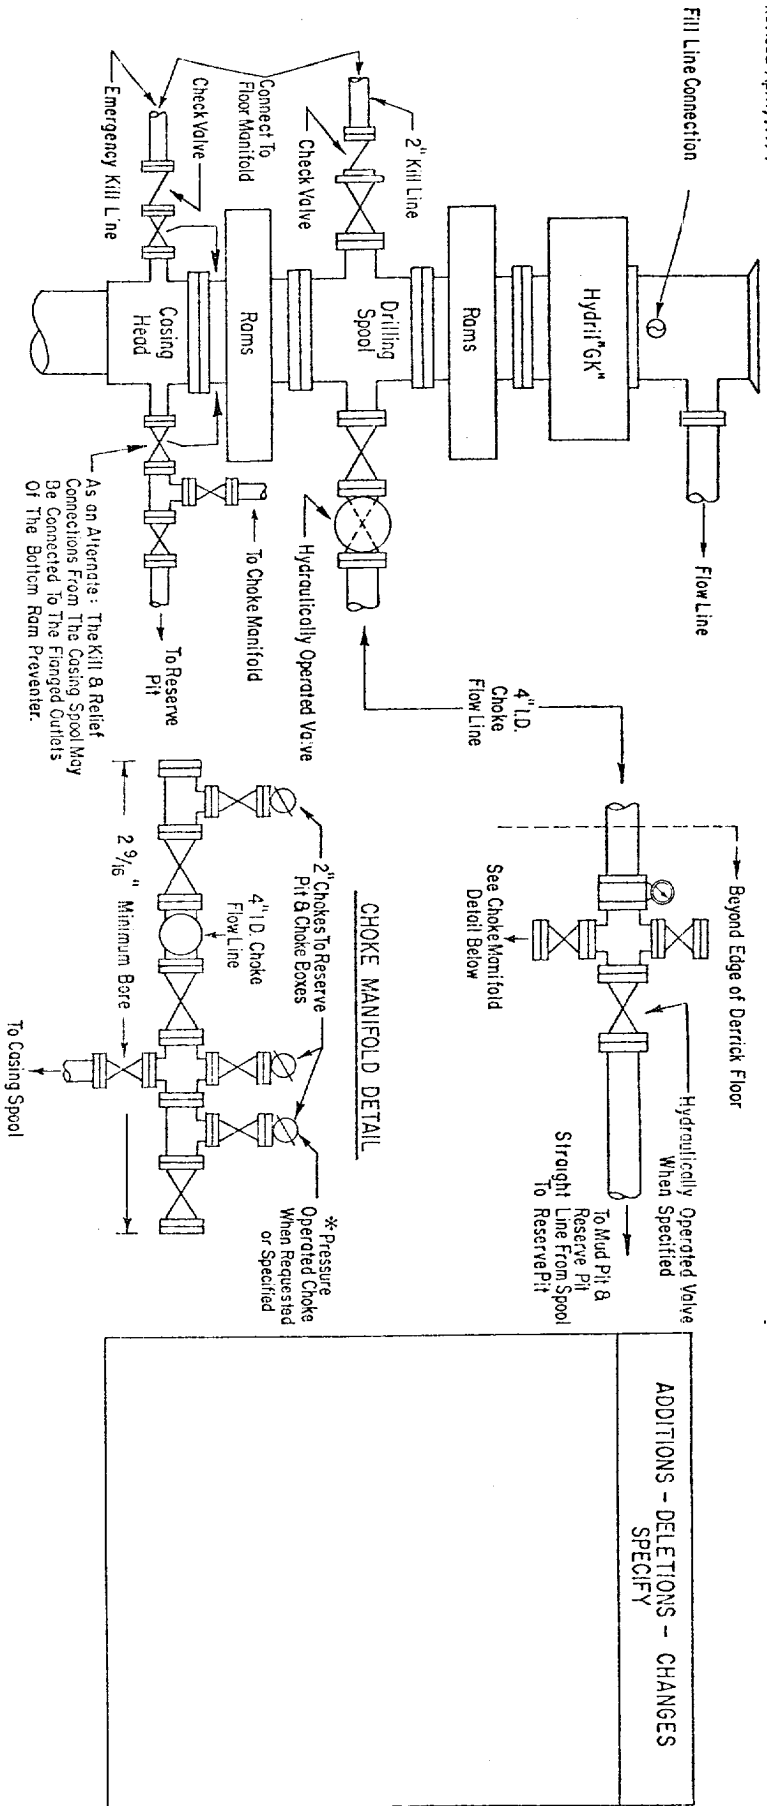 Fill Line Connection
Flow Line
Hydril "GK"
Rams
2" Kill Line
Check Valve
Drilling
Spool
Hydraulically Operated Valve
Connect To
Floor Manifold
Rams
Check Valve
Emergency Kill Line
Casing
Head
To Choke Manifold
To Reserve
Pit
As an Alternate: The Kill & Relief
Connections From The Casing Spool May
Be Connected To The Flanged Outlets
Of The Bottom Ram Preventer.
4" I.D.
Choke
Flow Line
Beyond Edge of Derrick Floor
Hydraulically Operated Valve
When Specified
See Choke Manifold
Detail Below
To Mud Pit &
Reserve Pit
Straight Line From Spool
To Reserve Pit
CHOKE MANIFOLD DETAIL
2" Chokes To Reserve
Pit & Choke Boxes
4" I.D. Choke
Flow Line
*Pressure
Operated Choke
When Requested
or Specified
2 9/16" Minimum Bore
To Casing Spool
ADDITIONS - DELETIONS - CHANGES
SPECIFY